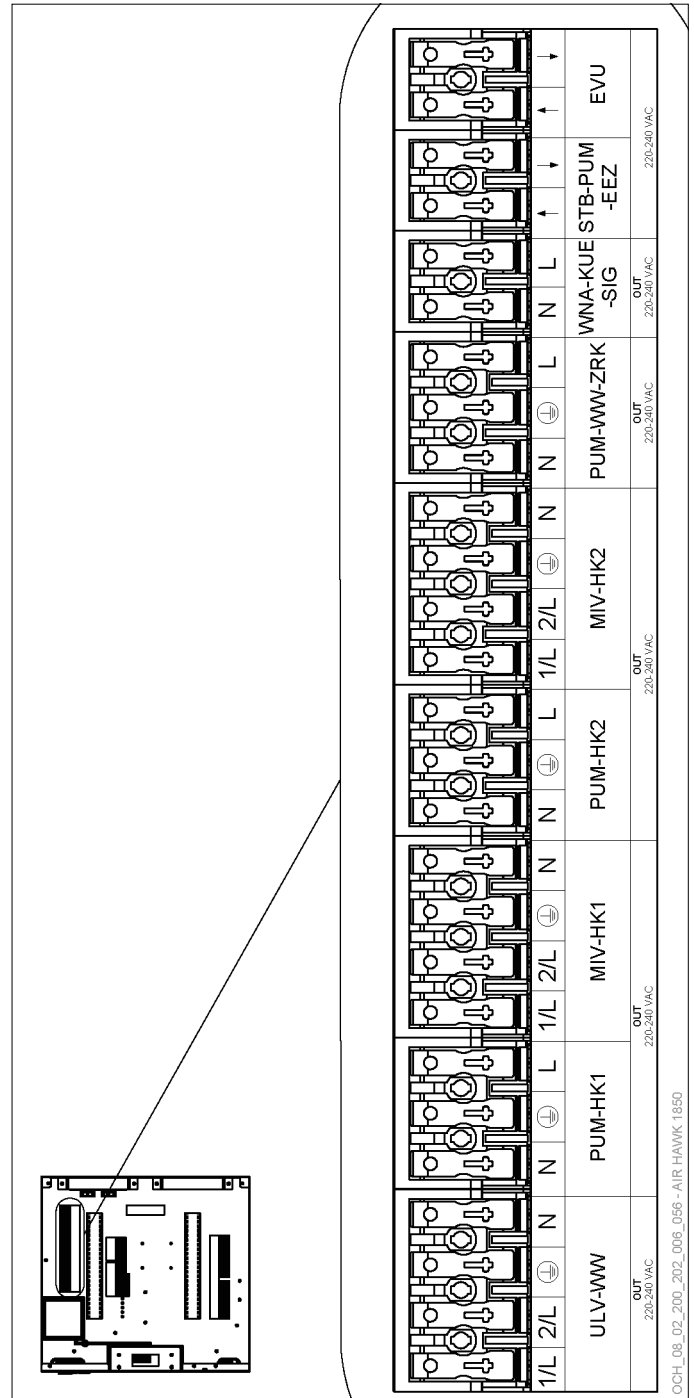 1/L 2/L N N L 1/L 2/L N N L 1/L 2/L N N L N L
ULV-WW PUM-HK1 MIV-HK1 PUM-HK2 MIV-HK2 PUM-WW-ZRK WNA-KUE STB-PUM EVU
-SIG -EEZ
OUT OUT OUT OUT OUT
220-240 VAC 220-240 VAC 220-240 VAC 220-240 VAC 220-240 VAC 220-240 VAC
OCH_08_02_200_202_006_056 - AIR HAWK 1850